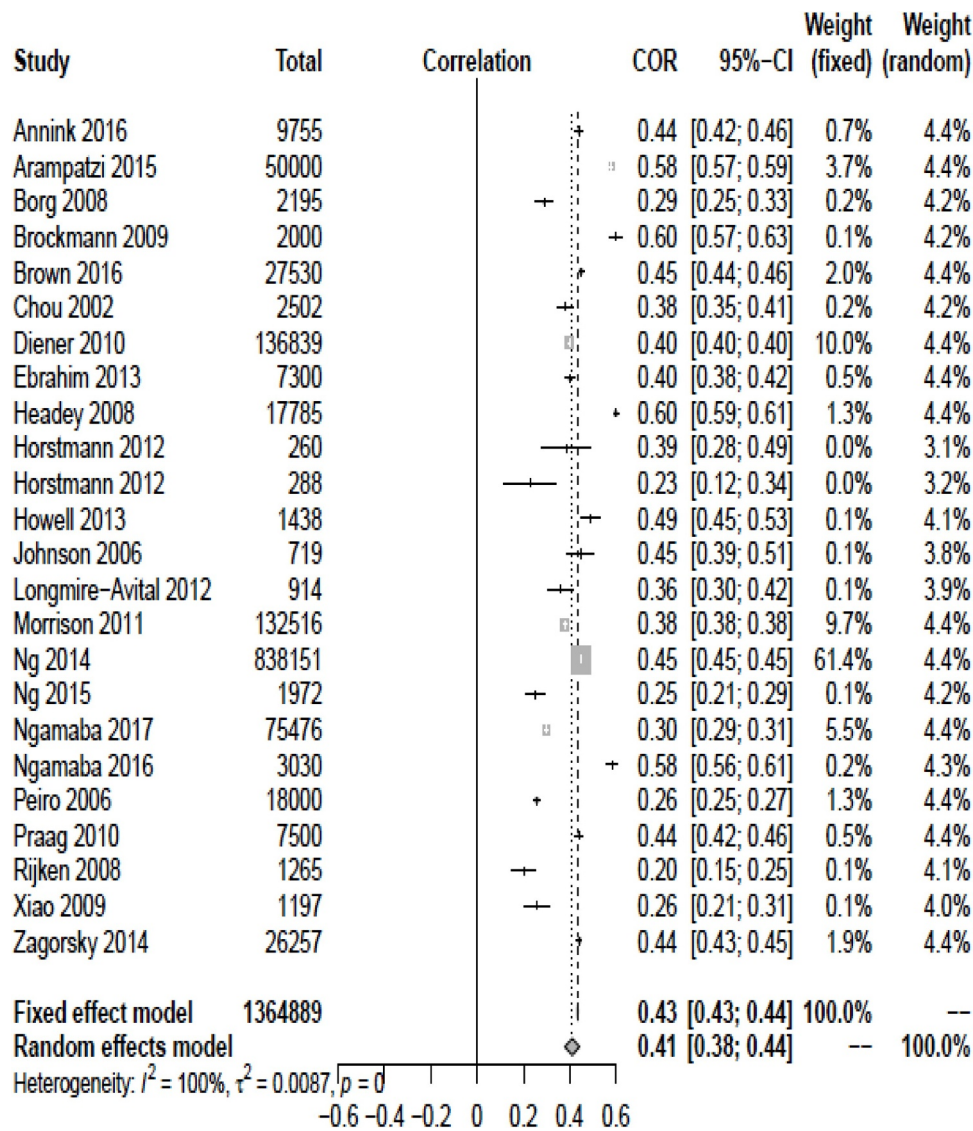 Weight Weight
Study Total Correlation COR 95%−CI (fixed) (random)
Annink 2016 9755 0.44 [0.42; 0.46] 0.7% 4.4%
Arampatzi 2015 50000 0.58 [0.57; 0.59] 3.7% 4.4%
Borg 2008 2195 0.29 [0.25; 0.33] 0.2% 4.2%
Brockmann 2009 2000 0.60 [0.57; 0.63] 0.1% 4.2%
Brown 2016 27530 0.45 [0.44; 0.46] 2.0% 4.4%
Chou 2002 2502 0.38 [0.35; 0.41] 0.2% 4.2%
Diener 2010 136839 0.40 [0.40; 0.40] 10.0% 4.4%
Ebrahim 2013 7300 0.40 [0.38; 0.42] 0.5% 4.4%
Headey 2008 17785 0.60 [0.59; 0.61] 1.3% 4.4%
Horstmann 2012 260 0.39 [0.28; 0.49] 0.0% 3.1%
Horstmann 2012 288 0.23 [0.12; 0.34] 0.0% 3.2%
Howell 2013 1438 0.49 [0.45; 0.53] 0.1% 4.1%
Johnson 2006 719 0.45 [0.39; 0.51] 0.1% 3.8%
Longmire−Avital 2012 914 0.36 [0.30; 0.42] 0.1% 3.9%
Morrison 2011 132516 0.38 [0.38; 0.38] 9.7% 4.4%
Ng 2014 838151 0.45 [0.45; 0.45] 61.4% 4.4%
Ng 2015 1972 0.25 [0.21; 0.29] 0.1% 4.2%
Ngamaba 2017 75476 0.30 [0.29; 0.31] 5.5% 4.4%
Ngamaba 2016 3030 0.58 [0.56; 0.61] 0.2% 4.3%
Peiro 2006 18000 0.26 [0.25; 0.27] 1.3% 4.4%
Praag 2010 7500 0.44 [0.42; 0.46] 0.5% 4.4%
Rijken 2008 1265 0.20 [0.15; 0.25] 0.1% 4.1%
Xiao 2009 1197 0.26 [0.21; 0.31] 0.1% 4.0%
Zagorsky 2014 26257 0.44 [0.43; 0.45] 1.9% 4.4%
Fixed effect model 1364889 0.43 [0.43; 0.44] 100.0% −−
Random effects model 0.41 [0.38; 0.44] −− 100.0%
Heterogeneity: I² = 100%, τ² = 0.0087, p = 0
−0.6 −0.4 −0.2 0 0.2 0.4 0.6